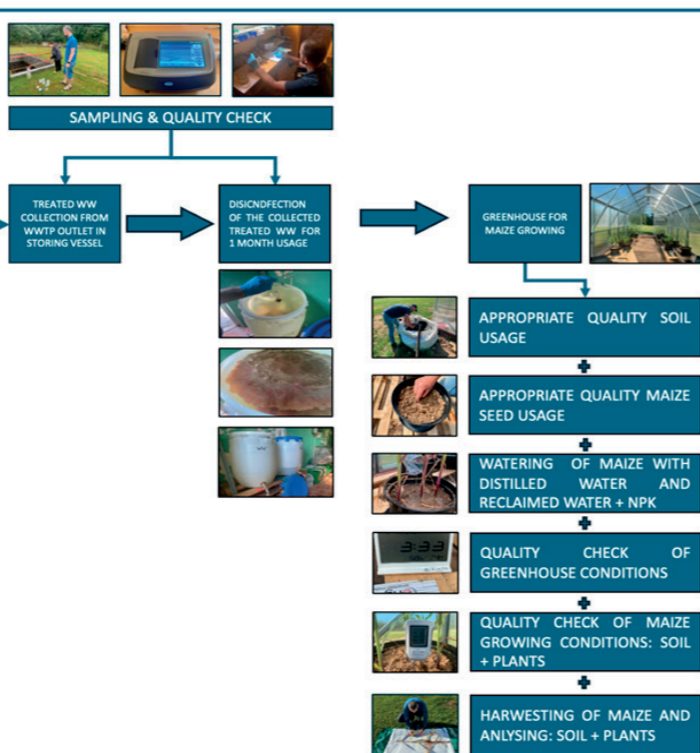 SAMPLING & QUALITY CHECK
TREATED WW
COLLECTION FROM
WWTP OUTLET IN
STORING VESSEL
DISICNDFECTION
OF THE COLLECTED
TREATED WW FOR
1 MONTH USAGE
GREENHOUSE FOR
MAIZE GROWING
APPROPRIATE QUALITY SOIL
USAGE
APPROPRIATE QUALITY MAIZE
SEED USAGE
WATERING OF MAIZE WITH
DISTILLED WATER AND
RECLAIMED WATER + NPK
3:33
QUALITY CHECK OF
GREENHOUSE CONDITIONS
QUALITY CHECK OF MAIZE
GROWING CONDITIONS: SOIL
+ PLANTS
HARWESTING OF MAIZE AND
ANLYSING: SOIL + PLANTS